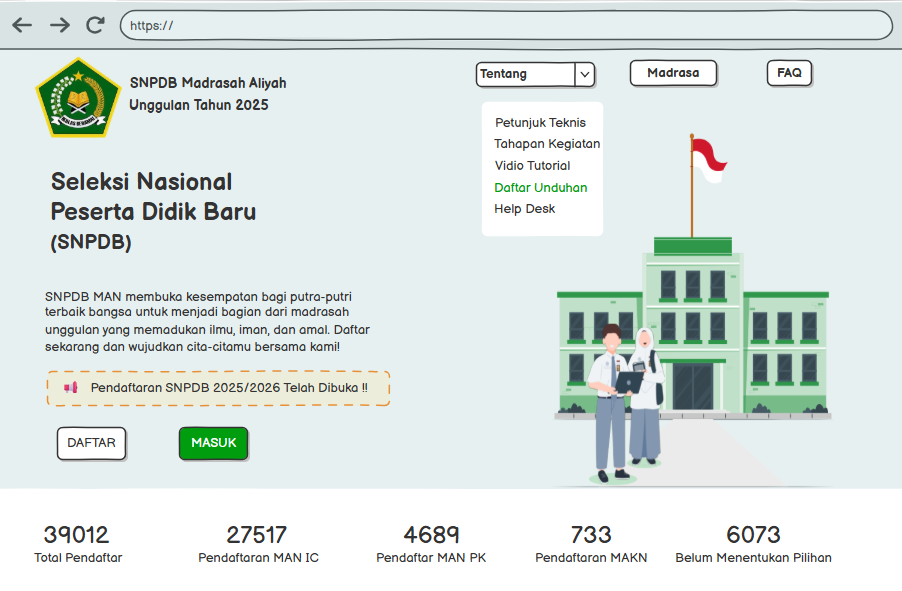 https://
SNPDB Madrasah Aliyah
Unggulan Tahun 2025
Tentang
Madrasa
FAQ
Petunjuk Teknis
Tahapan Kegiatan
Vidio Tutorial
Daftar Unduhan
Help Desk
Seleksi Nasional
Peserta Didik Baru
(SNPDB)
SNPDB MAN membuka kesempatan bagi putra-putri
terbaik bangsa untuk menjadi bagian dari madrasah
unggulan yang memadukan ilmu, iman, dan amal. Daftar
sekarang dan wujudkan cita-citamu bersama kami!
Pendaftaran SNPDB 2025/2026 Telah Dibuka !!
DAFTAR
MASUK
39012
Total Pendaftar
27517
Pendaftaran MAN IC
4689
Pendaftar MAN PK
733
Pendaftaran MAKN
6073
Belum Menentukan Pilihan